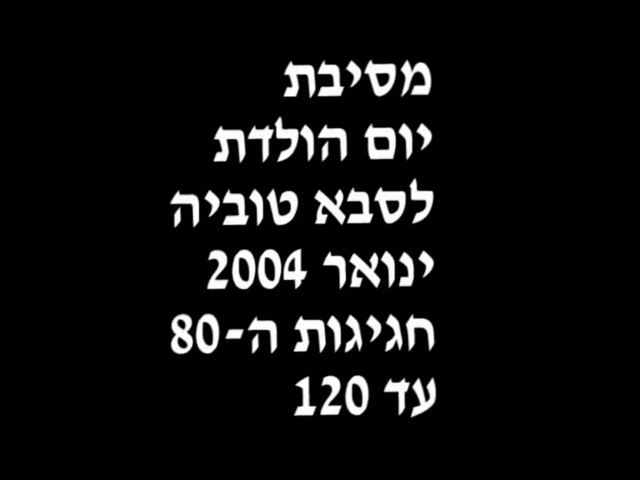 מסיבת
יום הולדת
לסבא טוביה
ינואר 2004
חגיגות ה-80
עד 120